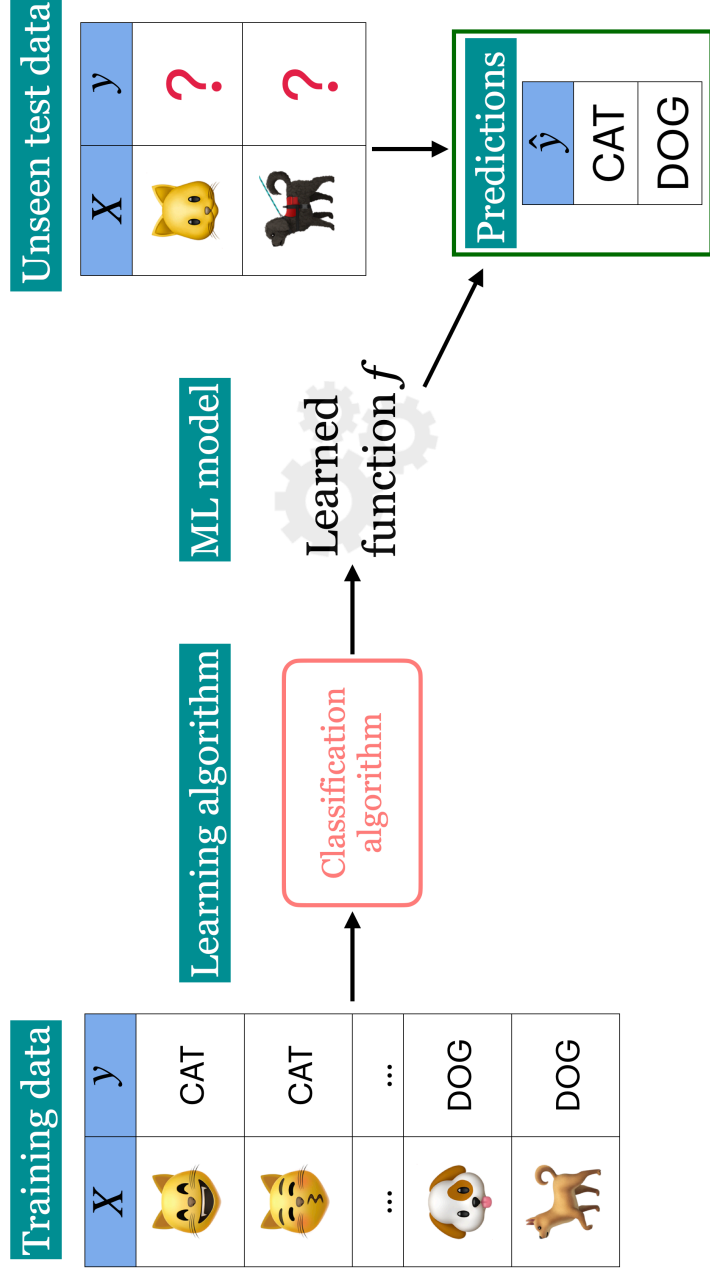 Training data
X y
CAT
CAT
... ...
DOG
DOG
Learning algorithm
Classification
algorithm
ML model
Learned
function f
Unseen test data
X y
?
?
Predictions
ŷ
CAT
DOG